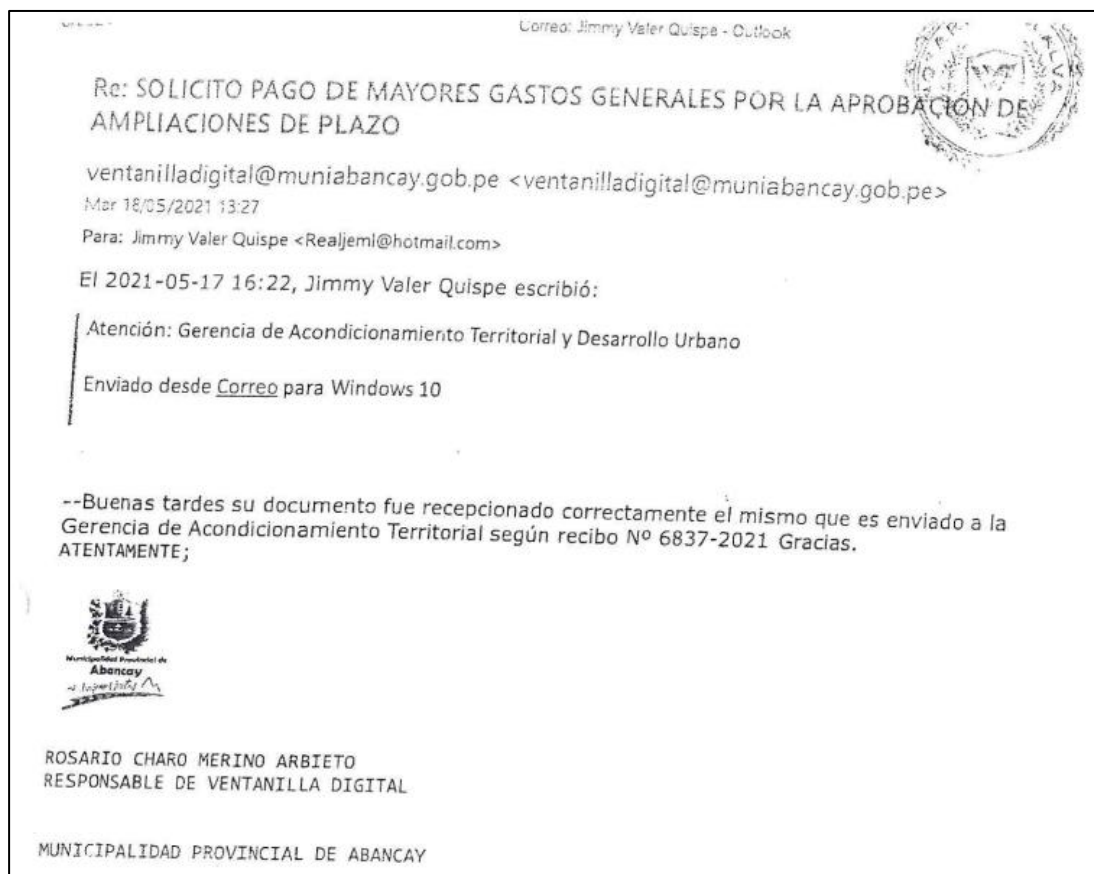 Correo: Jimmy Valer Quispe - Outlook
Re: SOLICITO PAGO DE MAYORES GASTOS GENERALES POR LA APROBACIÓN DE
AMPLIACIONES DE PLAZO
ventanilladigital@muniabancay.gob.pe <ventanilladigital@muniabancay.gob.pe>
Mar 18/05/2021 13:27
Para: Jimmy Valer Quispe <Realjeml@hotmail.com>
El 2021-05-17 16:22, Jimmy Valer Quispe escribió:
Atención: Gerencia de Acondicionamiento Territorial y Desarrollo Urbano
Enviado desde Correo para Windows 10
--Buenas tardes su documento fue recepcionado correctamente el mismo que es enviado a la
Gerencia de Acondicionamiento Territorial según recibo Nº 6837-2021 Gracias.
ATENTAMENTE;
Municipalidad Provincial de
Abancay
ROSARIO CHARO MERINO ARBIETO
RESPONSABLE DE VENTANILLA DIGITAL
MUNICIPALIDAD PROVINCIAL DE ABANCAY